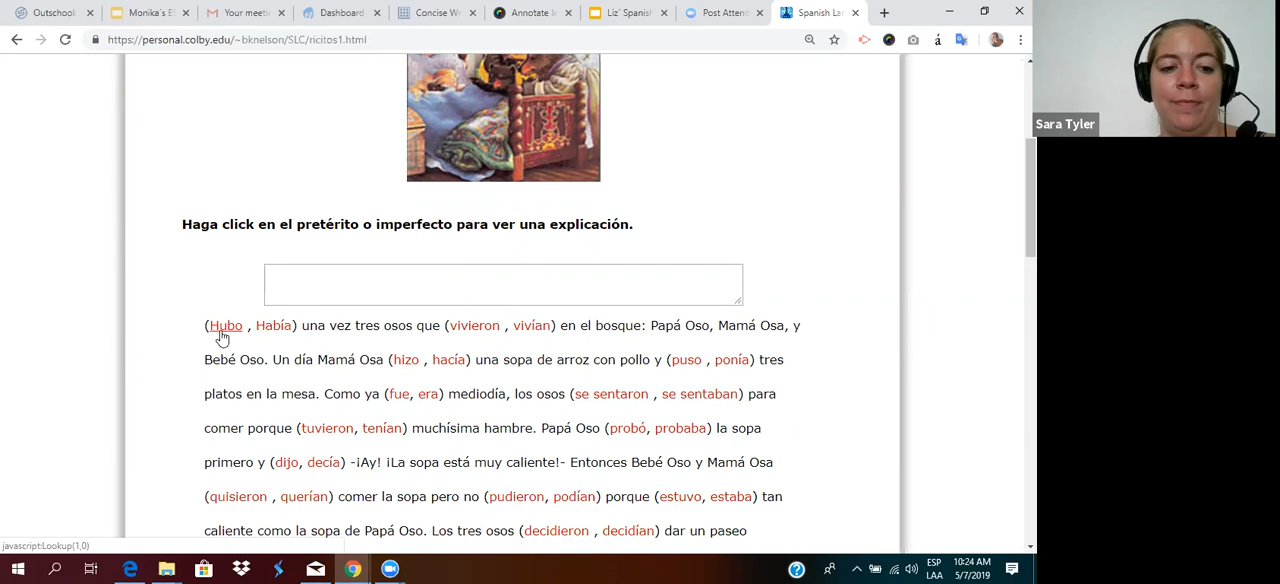 Outschool
Monika's ES
Your meeti
Dashboard
Concise Wr
Annotate Im
Liz' Spanish
Post Attend
Spanish Lan
https://personal.colby.edu/~bknelson/SLC/ricitos1.html
Sara Tyler
Haga click en el pretérito o imperfecto para ver una explicación.
(Hubo , Había) una vez tres osos que (vivieron , vivían) en el bosque: Papá Oso, Mamá Osa, y
Bebé Oso. Un día Mamá Osa (hizo , hacía) una sopa de arroz con pollo y (puso , ponía) tres
platos en la mesa. Como ya (fue, era) mediodía, los osos (se sentaron , se sentaban) para
comer porque (tuvieron, tenían) muchísima hambre. Papá Oso (probó, probaba) la sopa
primero y (dijo, decía) -¡Ay! ¡La sopa está muy caliente!- Entonces Bebé Oso y Mamá Osa
(quisieron , querían) comer la sopa pero no (pudieron, podían) porque (estuvo, estaba) tan
caliente como la sopa de Papá Oso. Los tres osos (decidieron , decidían) dar un paseo
javascript:Lookup(1,0)
ESP
LAA
10:24 AM
5/7/2019